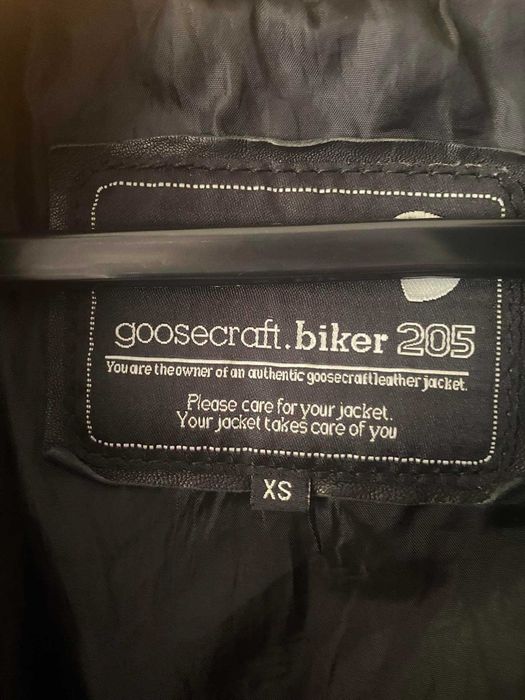 goosecraft.biker 205
You are the owner of an authentic goosecraft leather jacket.
Please care for your jacket.
Your jacket takes care of you
XS